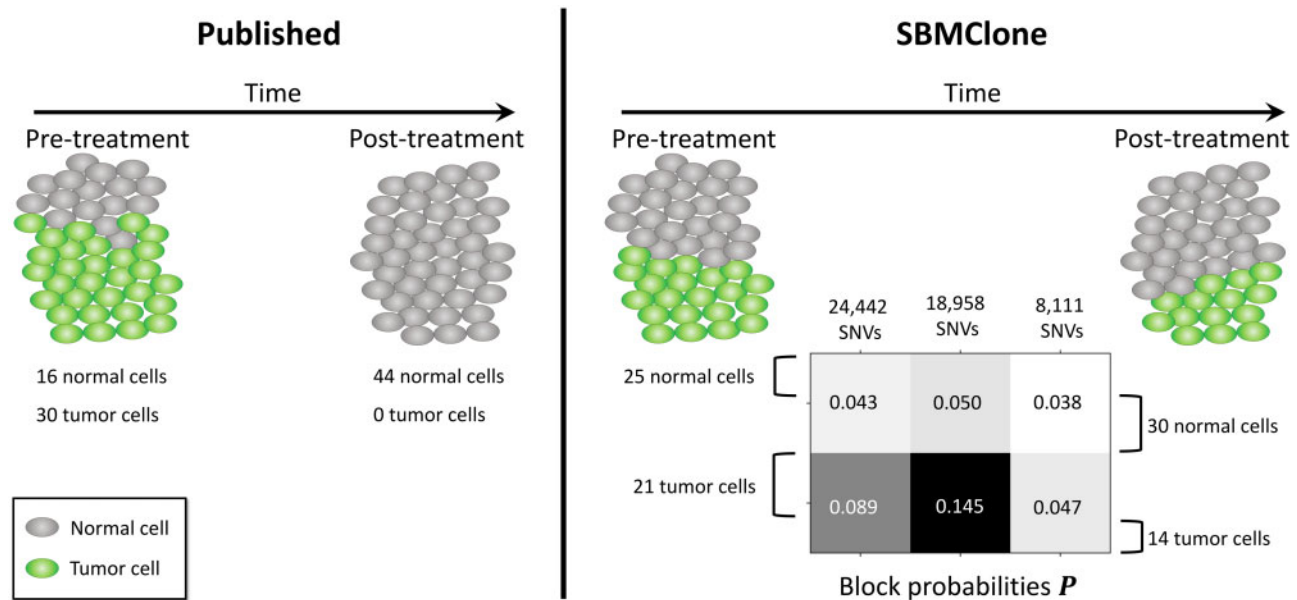 Published
Time
Pre-treatment
Post-treatment
16 normal cells
30 tumor cells
44 normal cells
0 tumor cells
Normal cell
Tumor cell
SBMClone
Time
Pre-treatment
Post-treatment
24,442
SNVs
18,958
SNVs
8,111
SNVs
25 normal cells
0.043
0.050
0.038
30 normal cells
21 tumor cells
0.089
0.145
0.047
14 tumor cells
Block probabilities P